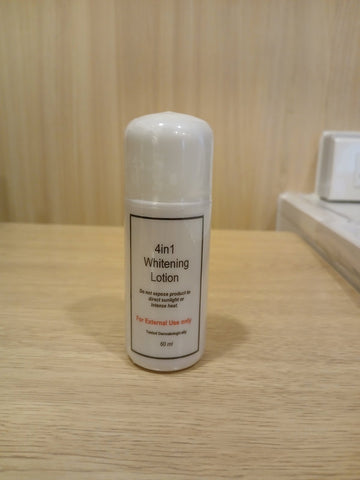 4in1
Whitening
Lotion
Do not expose product to
direct sunlight or
intense heat.
For External Use only
Tested Dermatologically
60 ml